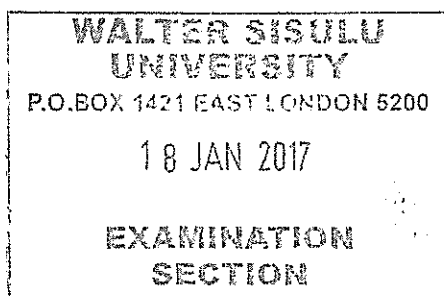 WALTER SISULU
UNIVERSITY
P.O.BOX 1421 EAST LONDON 5200
18 JAN 2017
EXAMINATION
SECTION